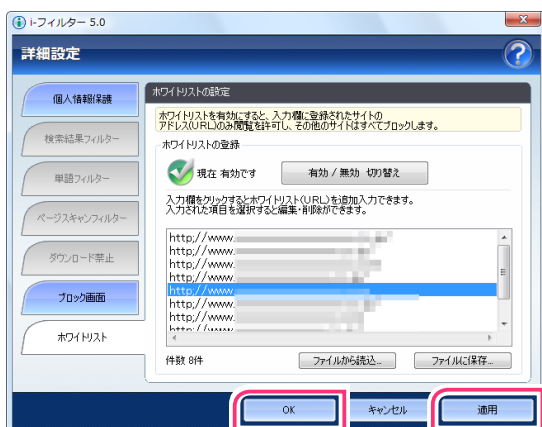 i-フィルター 5.0
詳細設定
?
個人情報保護
検索結果フィルター
単語フィルター
ページスキャンフィルター
ダウンロード禁止
ブロック画面
ホワイトリスト
ホワイトリストの設定
ホワイトリストを有効にすると、入力欄に登録されたサイトの
アドレス(URL)のみ閲覧を許可し、その他のサイトはすべてブロックします。
ホワイトリストの登録
現在 有効です
有効 / 無効 切り替え
入力欄をクリックするとホワイトリスト(URL)を追加入力できます。
入力された項目を選択すると編集・削除ができます。
http://www.
http://www.
http://www.
http://www.
http://www.
http://www.
http://www.
http://www.
件数 8件
ファイルから読込...
ファイルに保存...
OK
キャンセル
適用